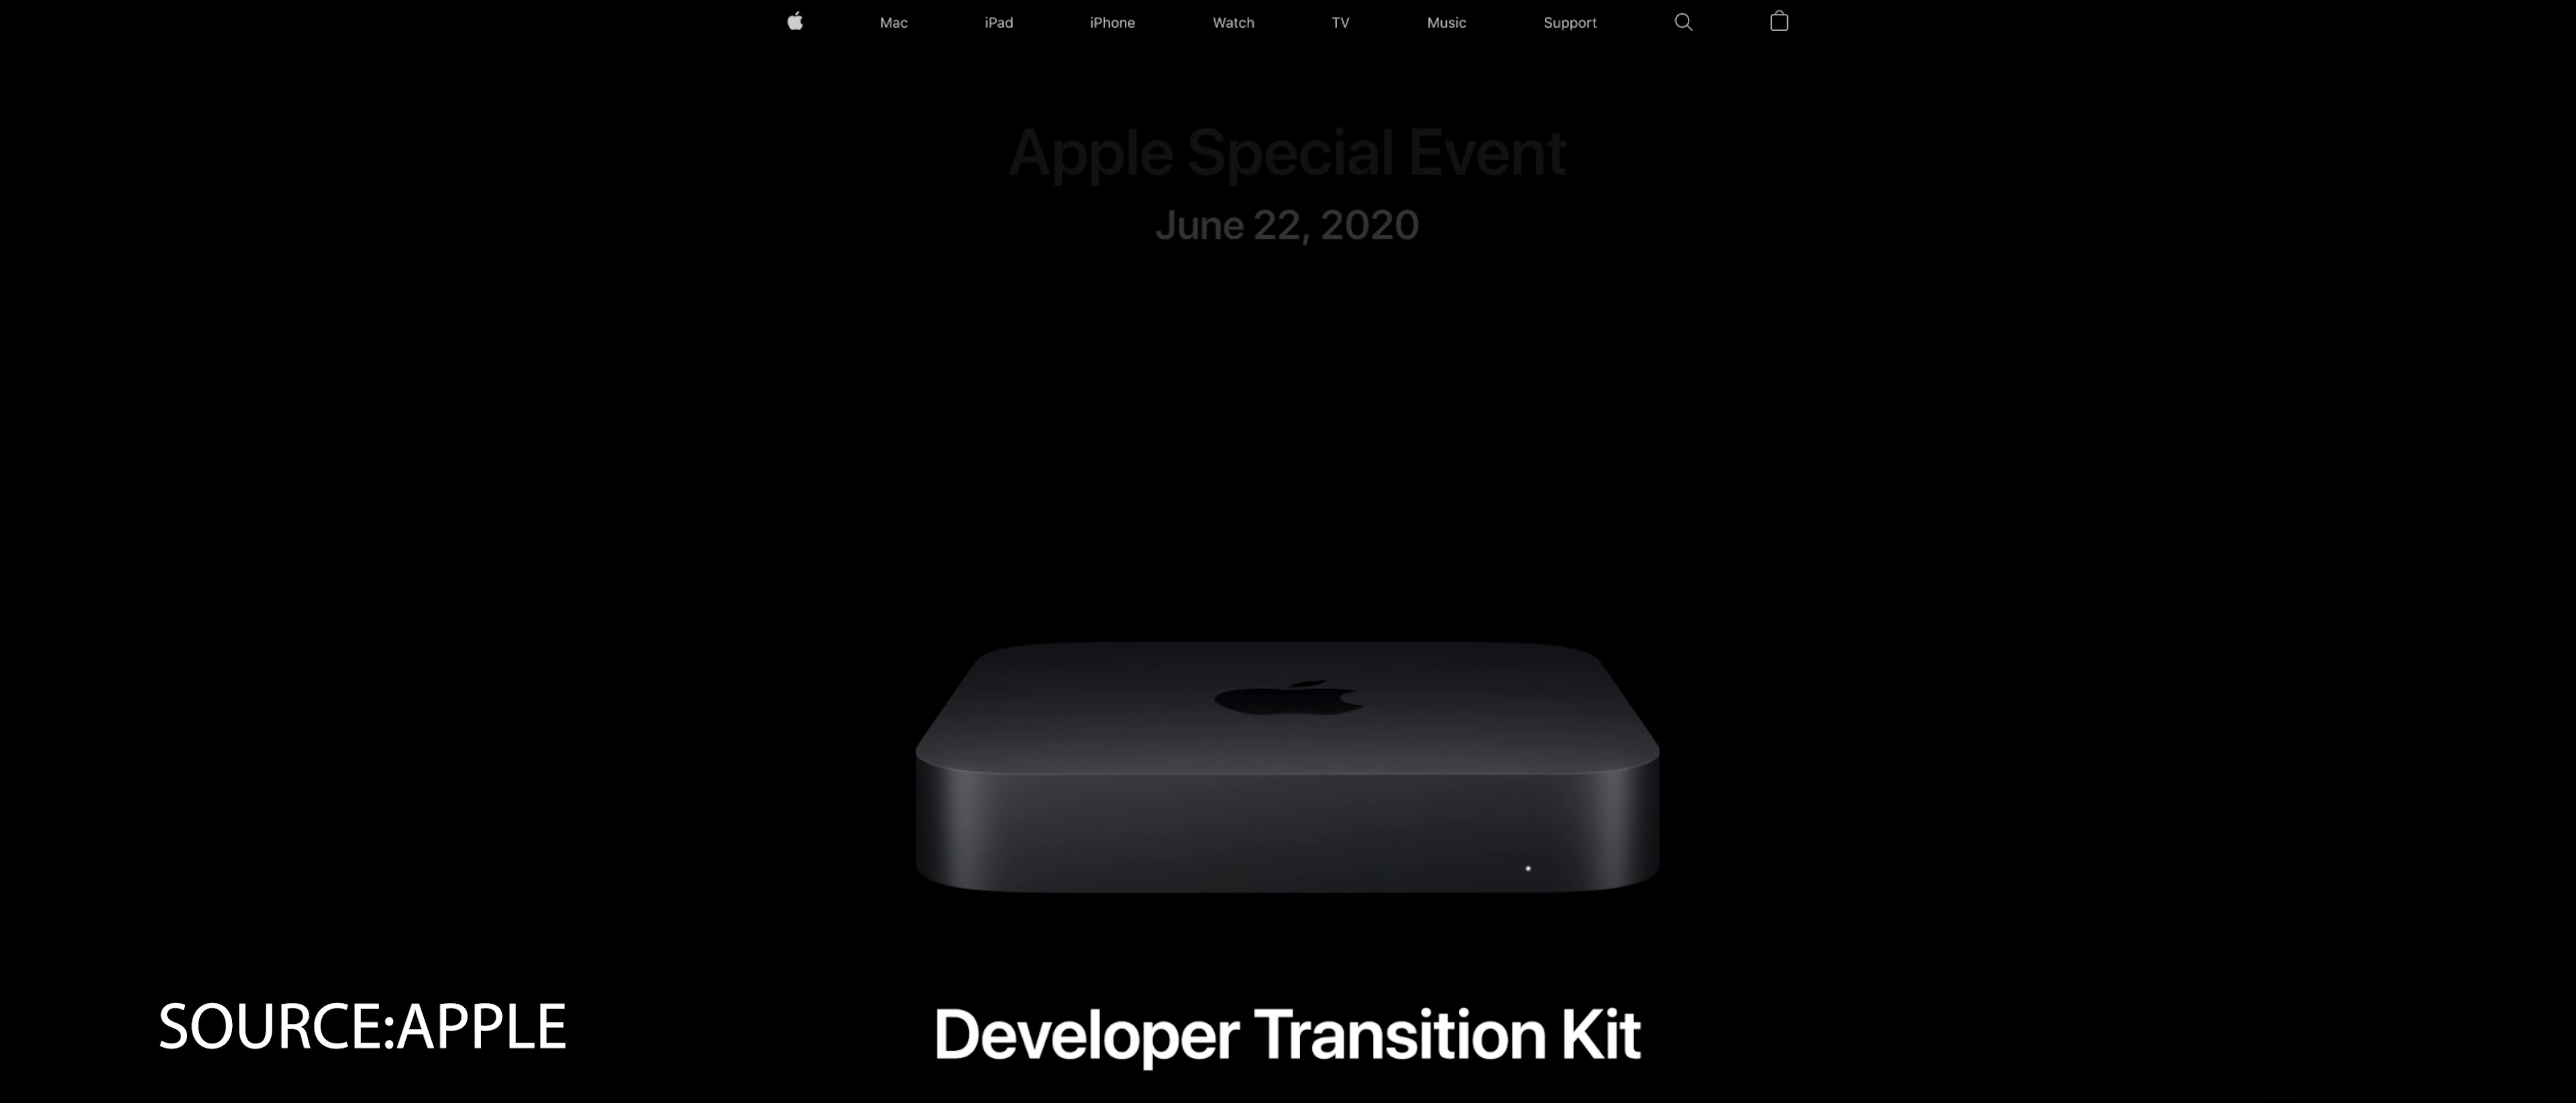 Mac iPad iPhone Watch TV Music Support
Apple Special Event
June 22, 2020
SOURCE:APPLE
Developer Transition Kit